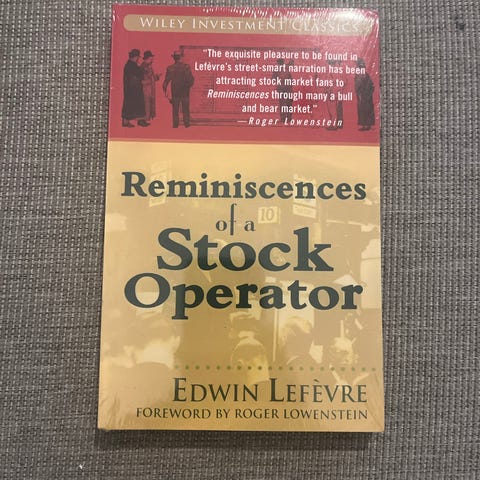 WILEY INVESTMENT CLASSICS
"The exquisite pleasure to be found in
Lefèvre's street-smart narration has been
attracting stock market fans to
Reminiscences through many a bull
and bear market."
—Roger Lowenstein
Reminiscences
of a
10
Stock
Operator
EDWIN LEFÈVRE
FOREWORD BY ROGER LOWENSTEIN